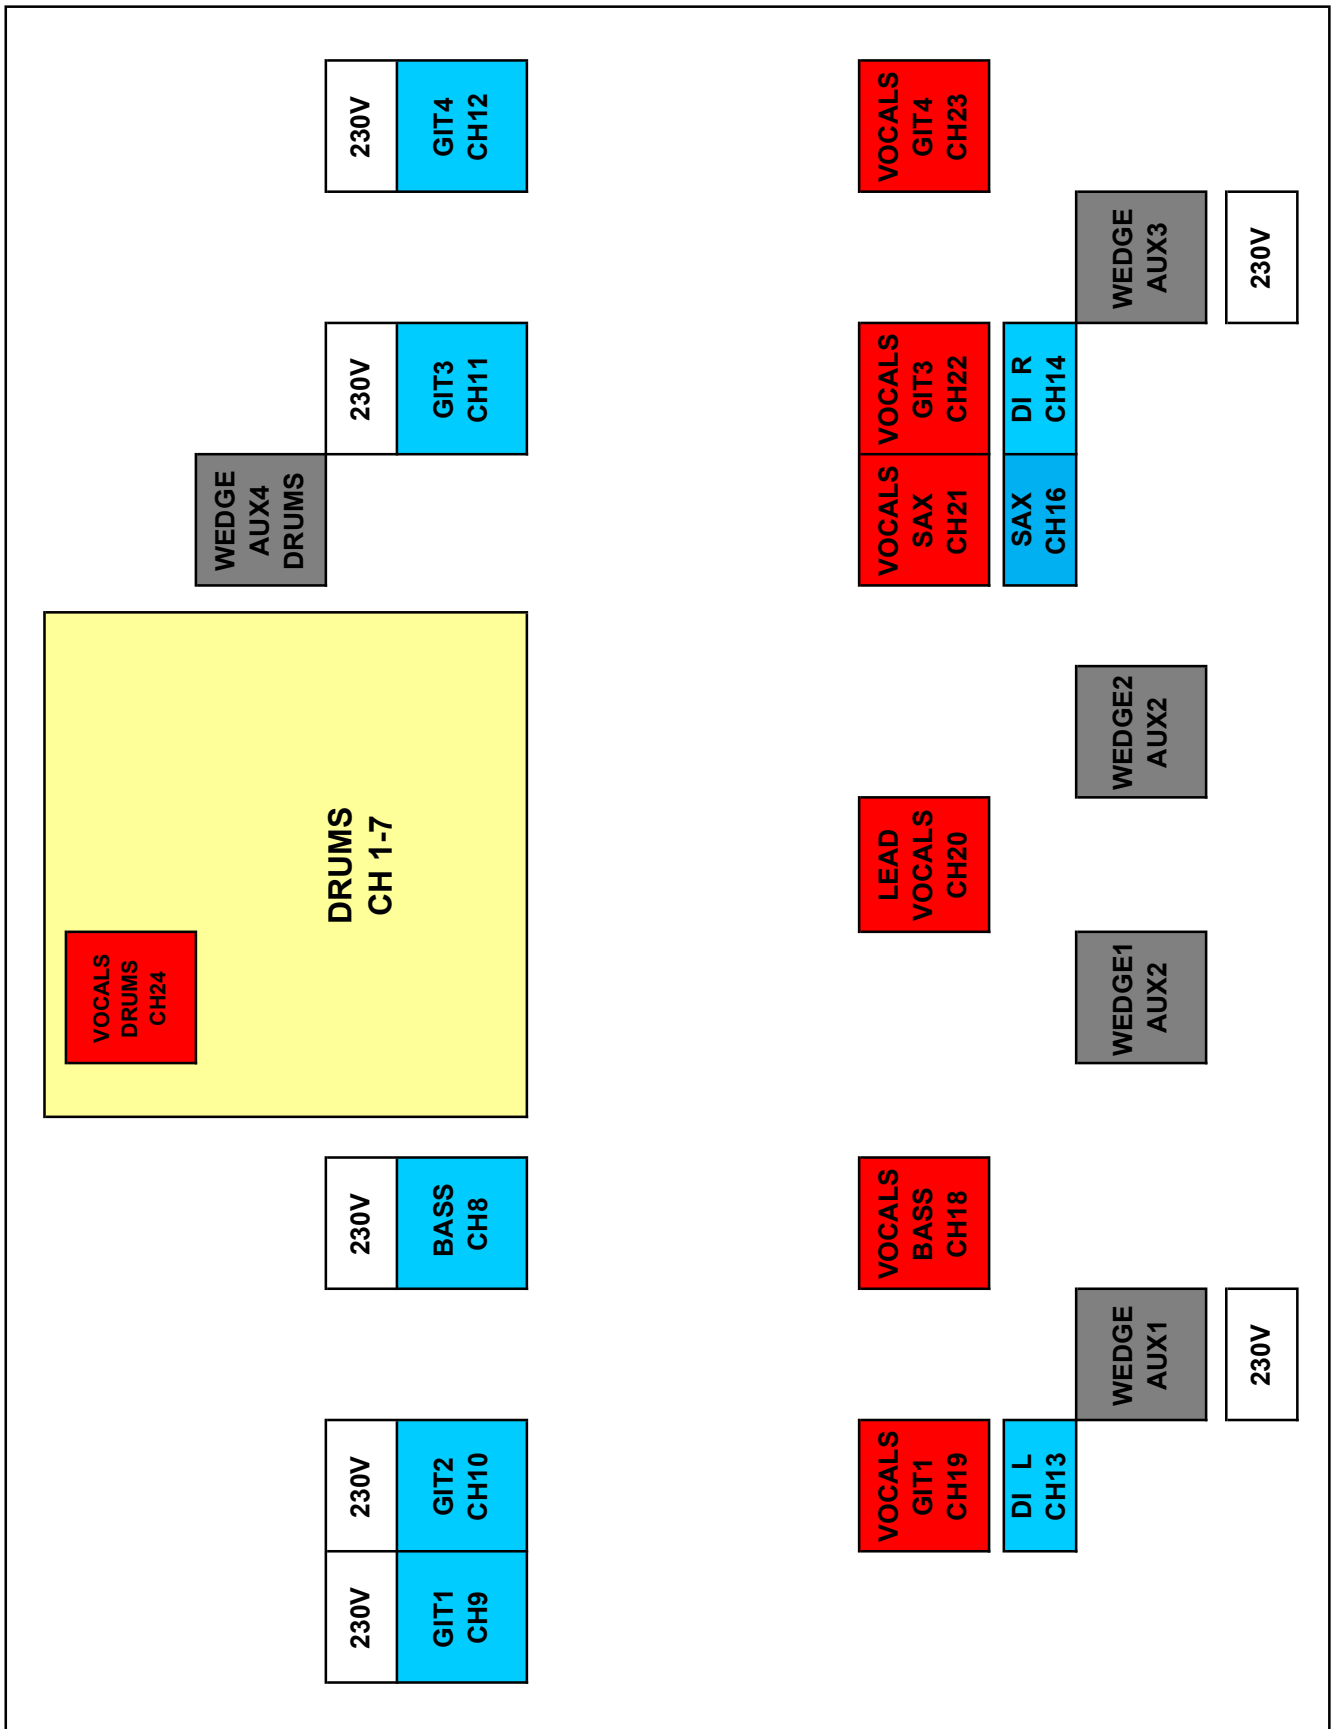 230V
GIT4
CH12
VOCALS
GIT4
CH23
WEDGE
AUX3
230V
230V
GIT3
CH11
VOCALS
GIT3
CH22
DI R
CH14
WEDGE
AUX4
DRUMS
VOCALS
SAX
CH21
SAX
CH16
WEDGE2
AUX2
DRUMS
CH 1-7
LEAD
VOCALS
CH20
VOCALS
DRUMS
CH24
WEDGE1
AUX2
230V
BASS
CH8
VOCALS
BASS
CH18
WEDGE
AUX1
230V
230V
GIT2
CH10
VOCALS
GIT1
CH19
DI L
CH13
230V
GIT1
CH9